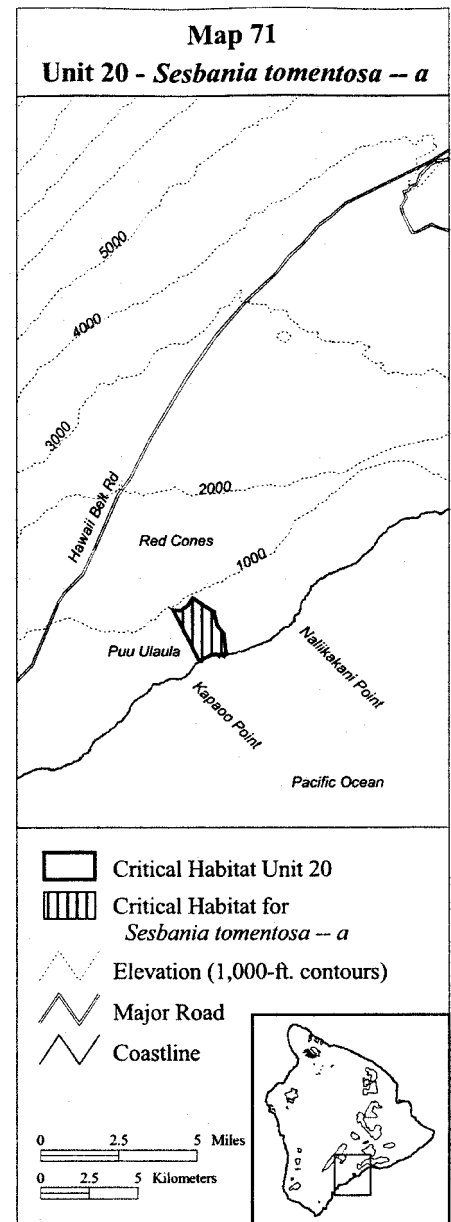 Map 71
Unit 20 - Sesbania tomentosa -- a
5000
4000
3000
Hawaii Belt Rd
2000
Red Cones
1000
Puu Ulaula
Kapaoo Point
Naliikakani Point
Pacific Ocean
Critical Habitat Unit 20
Critical Habitat for
Sesbania tomentosa -- a
Elevation (1,000-ft. contours)
Major Road
Coastline
0 2.5 5 Miles
0 2.5 5 Kilometers